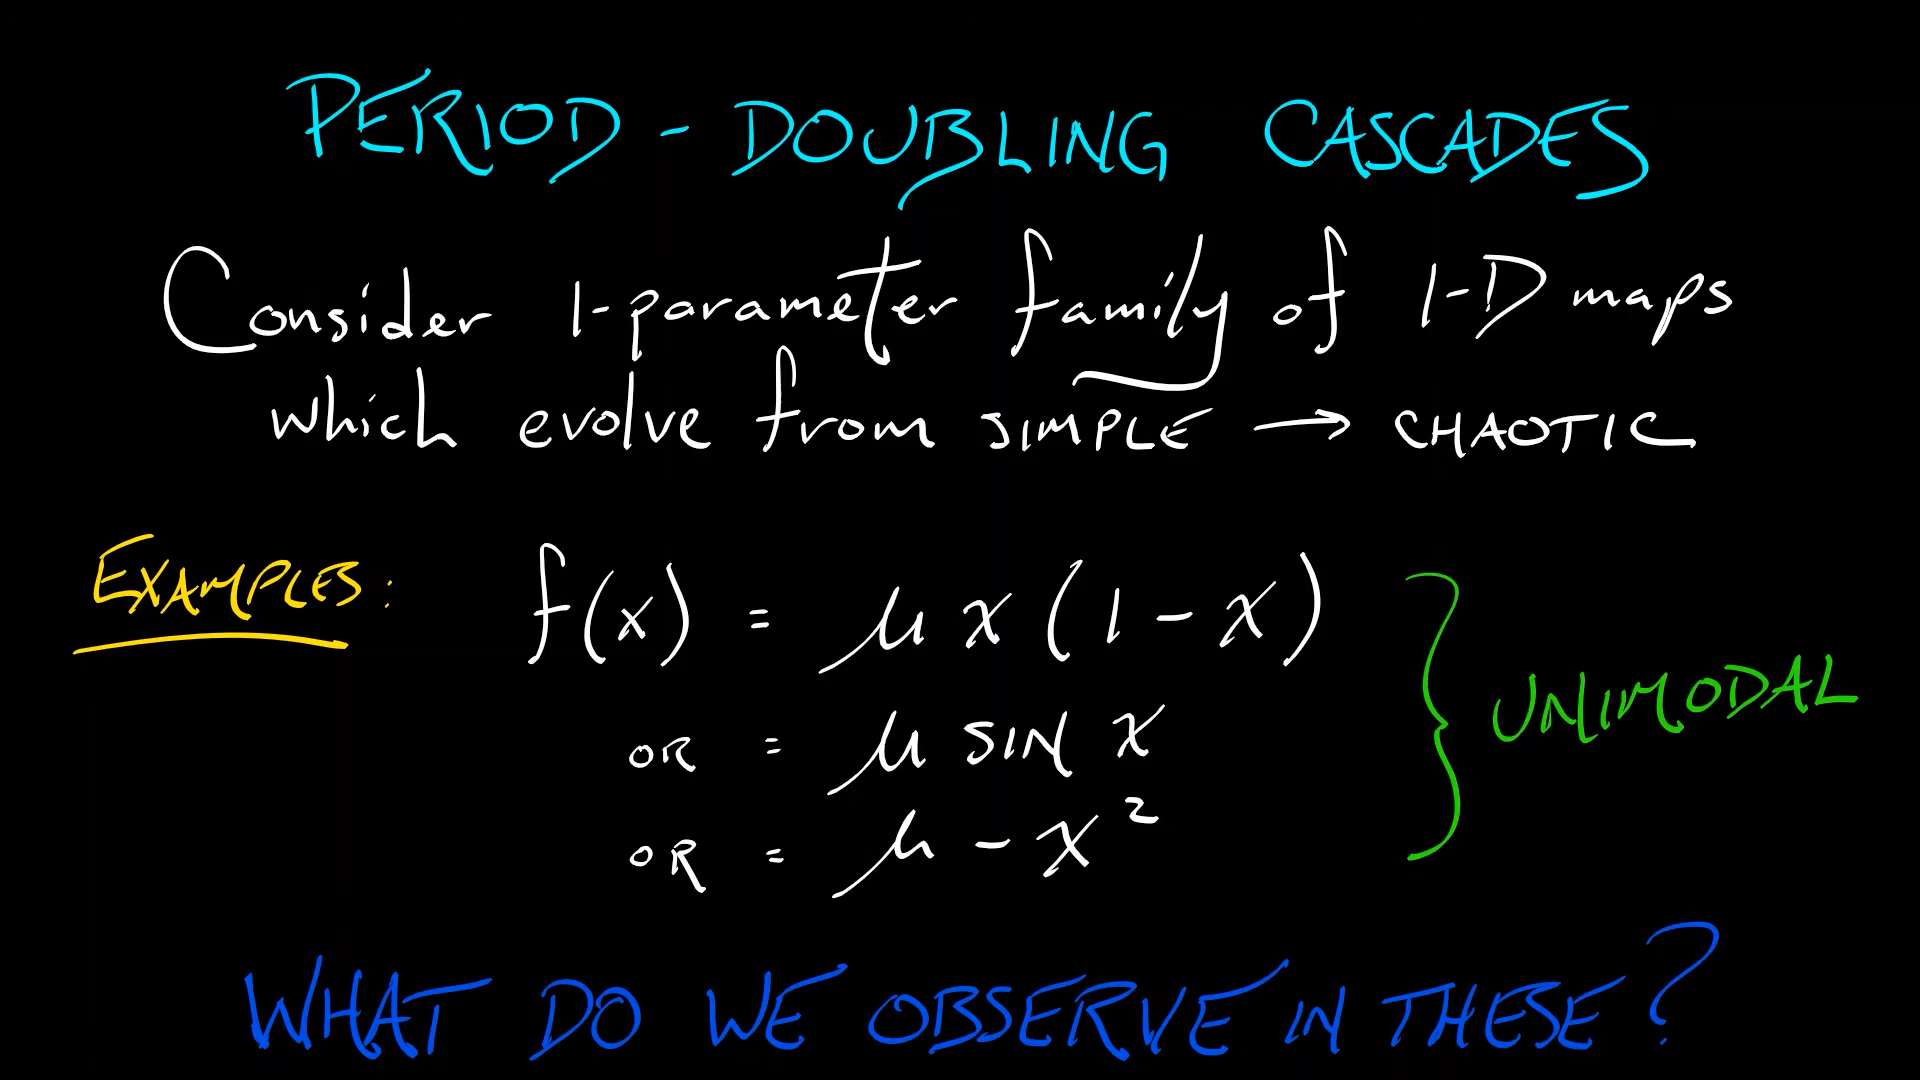 PERIOD-DOUBLING CASCADES
Consider 1-parameter family of 1-D maps
which evolve from SIMPLE → CHAOTIC
EXAMPLES: f(x) = μ x (1 - x)
OR = μ SIN x
OR = μ - x²
UNIMODAL
WHAT DO WE OBSERVE IN THESE?